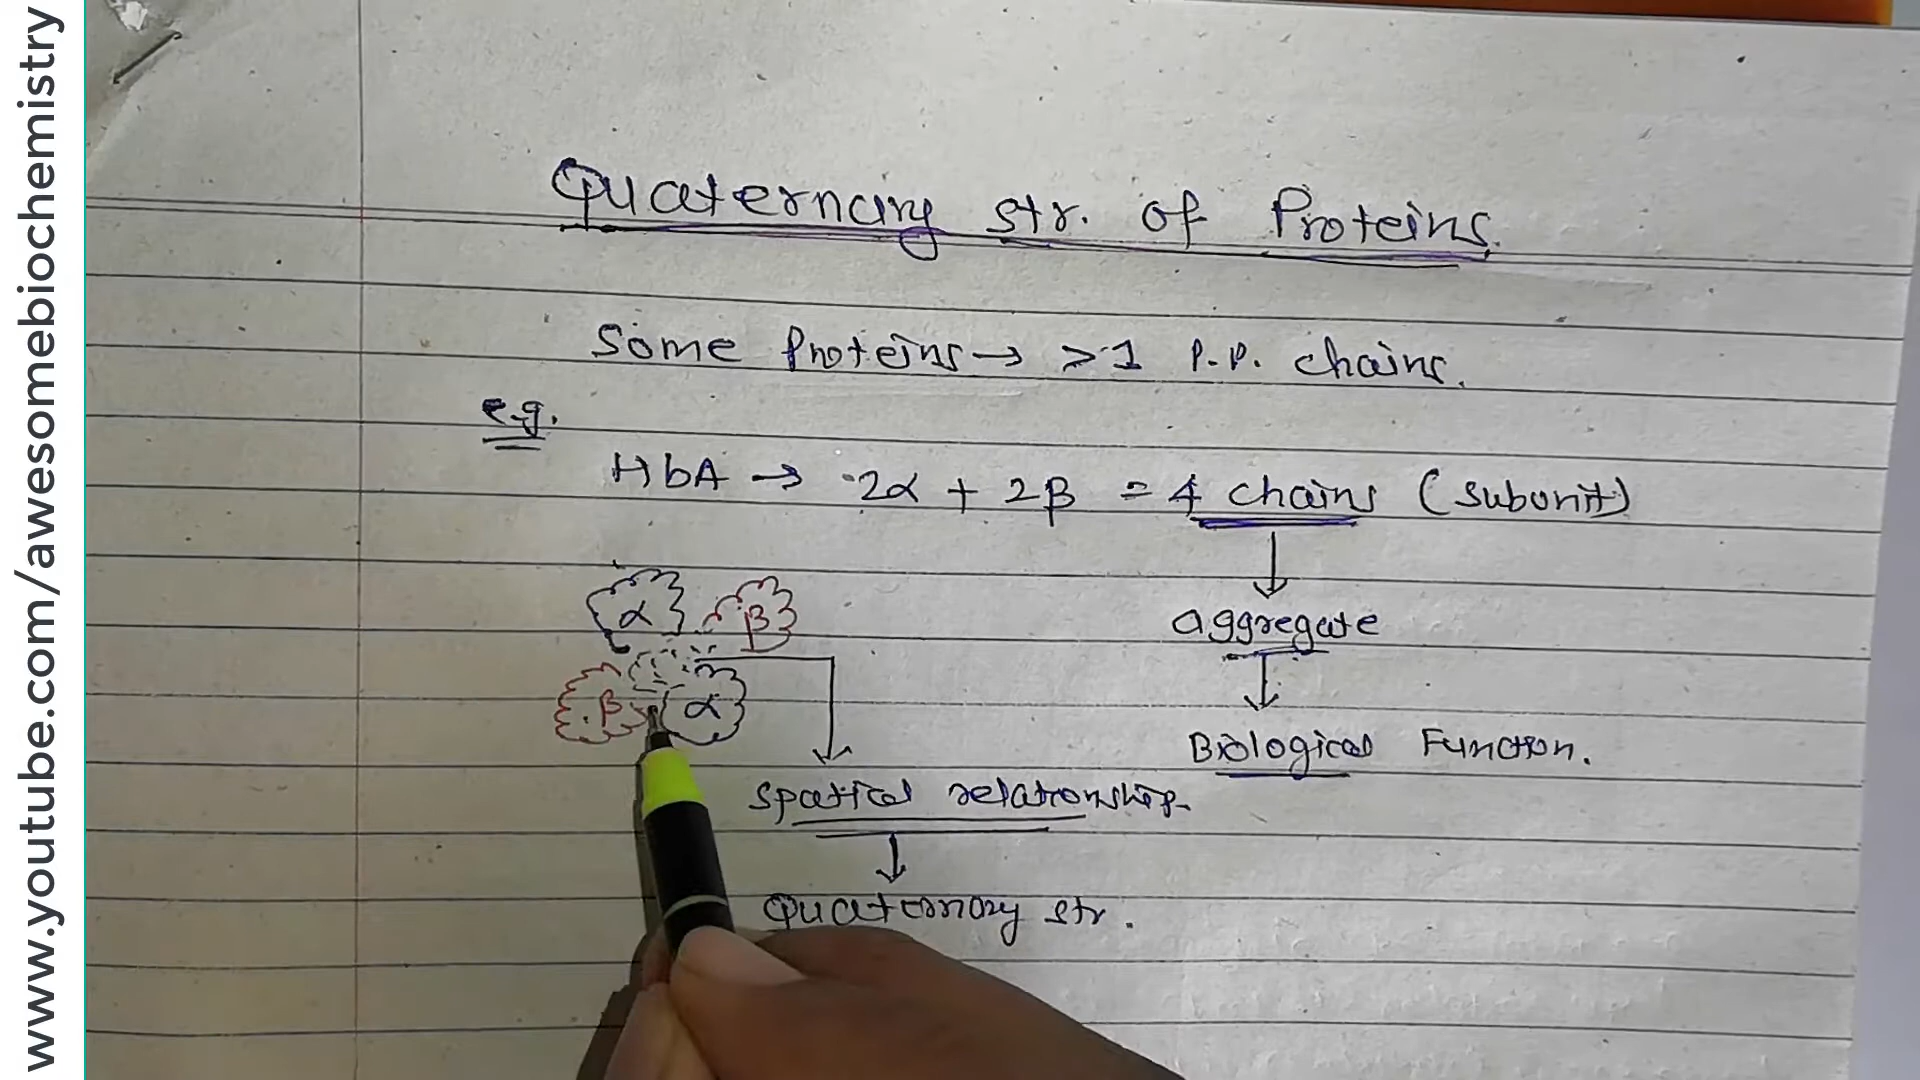 www.youtube.com/awesomebiochemistry
Quaternary str. of Proteins.
Some Proteins → >1 P.P. chains.
e.g.
HbA → 2α + 2β = 4 chains (subunit)
α β
aggregate
β α
Biological Function.
spatial relationship.
Quaternary str.